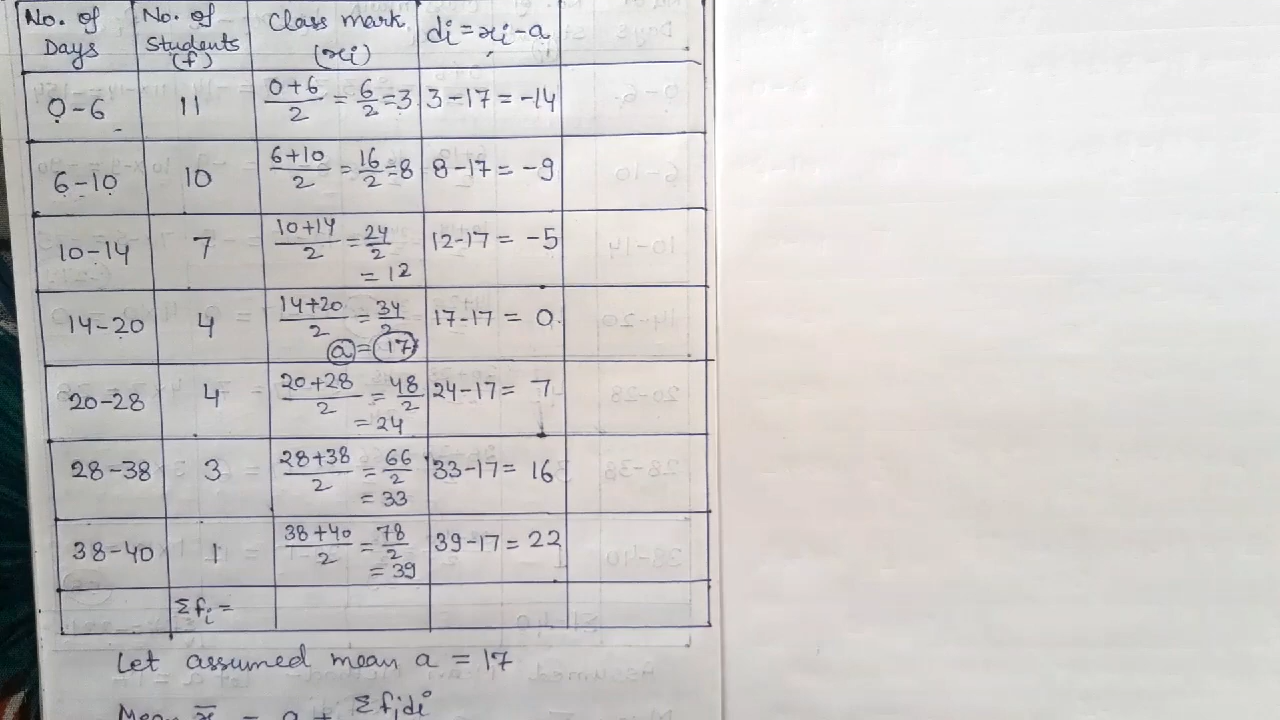 No. of Days No. of Students (f) Class mark (xi) di = xi - a
0-6 11 0+6/2 = 6/2 = 3 3-17 = -14
6-10 10 6+10/2 = 16/2 = 8 8-17 = -9
10-14 7 10+14/2 = 24/2 = 12 12-17 = -5
14-20 4 14+20/2 = 34/2 a = 17 17-17 = 0
20-28 4 20+28/2 = 48/2 = 24 24-17 = 7
28-38 3 28+38/2 = 66/2 = 33 33-17 = 16
38-40 1 38+40/2 = 78/2 = 39 39-17 = 22
Σfi =
Let assumed mean a = 17
Mean x̄ = a + Σfidi